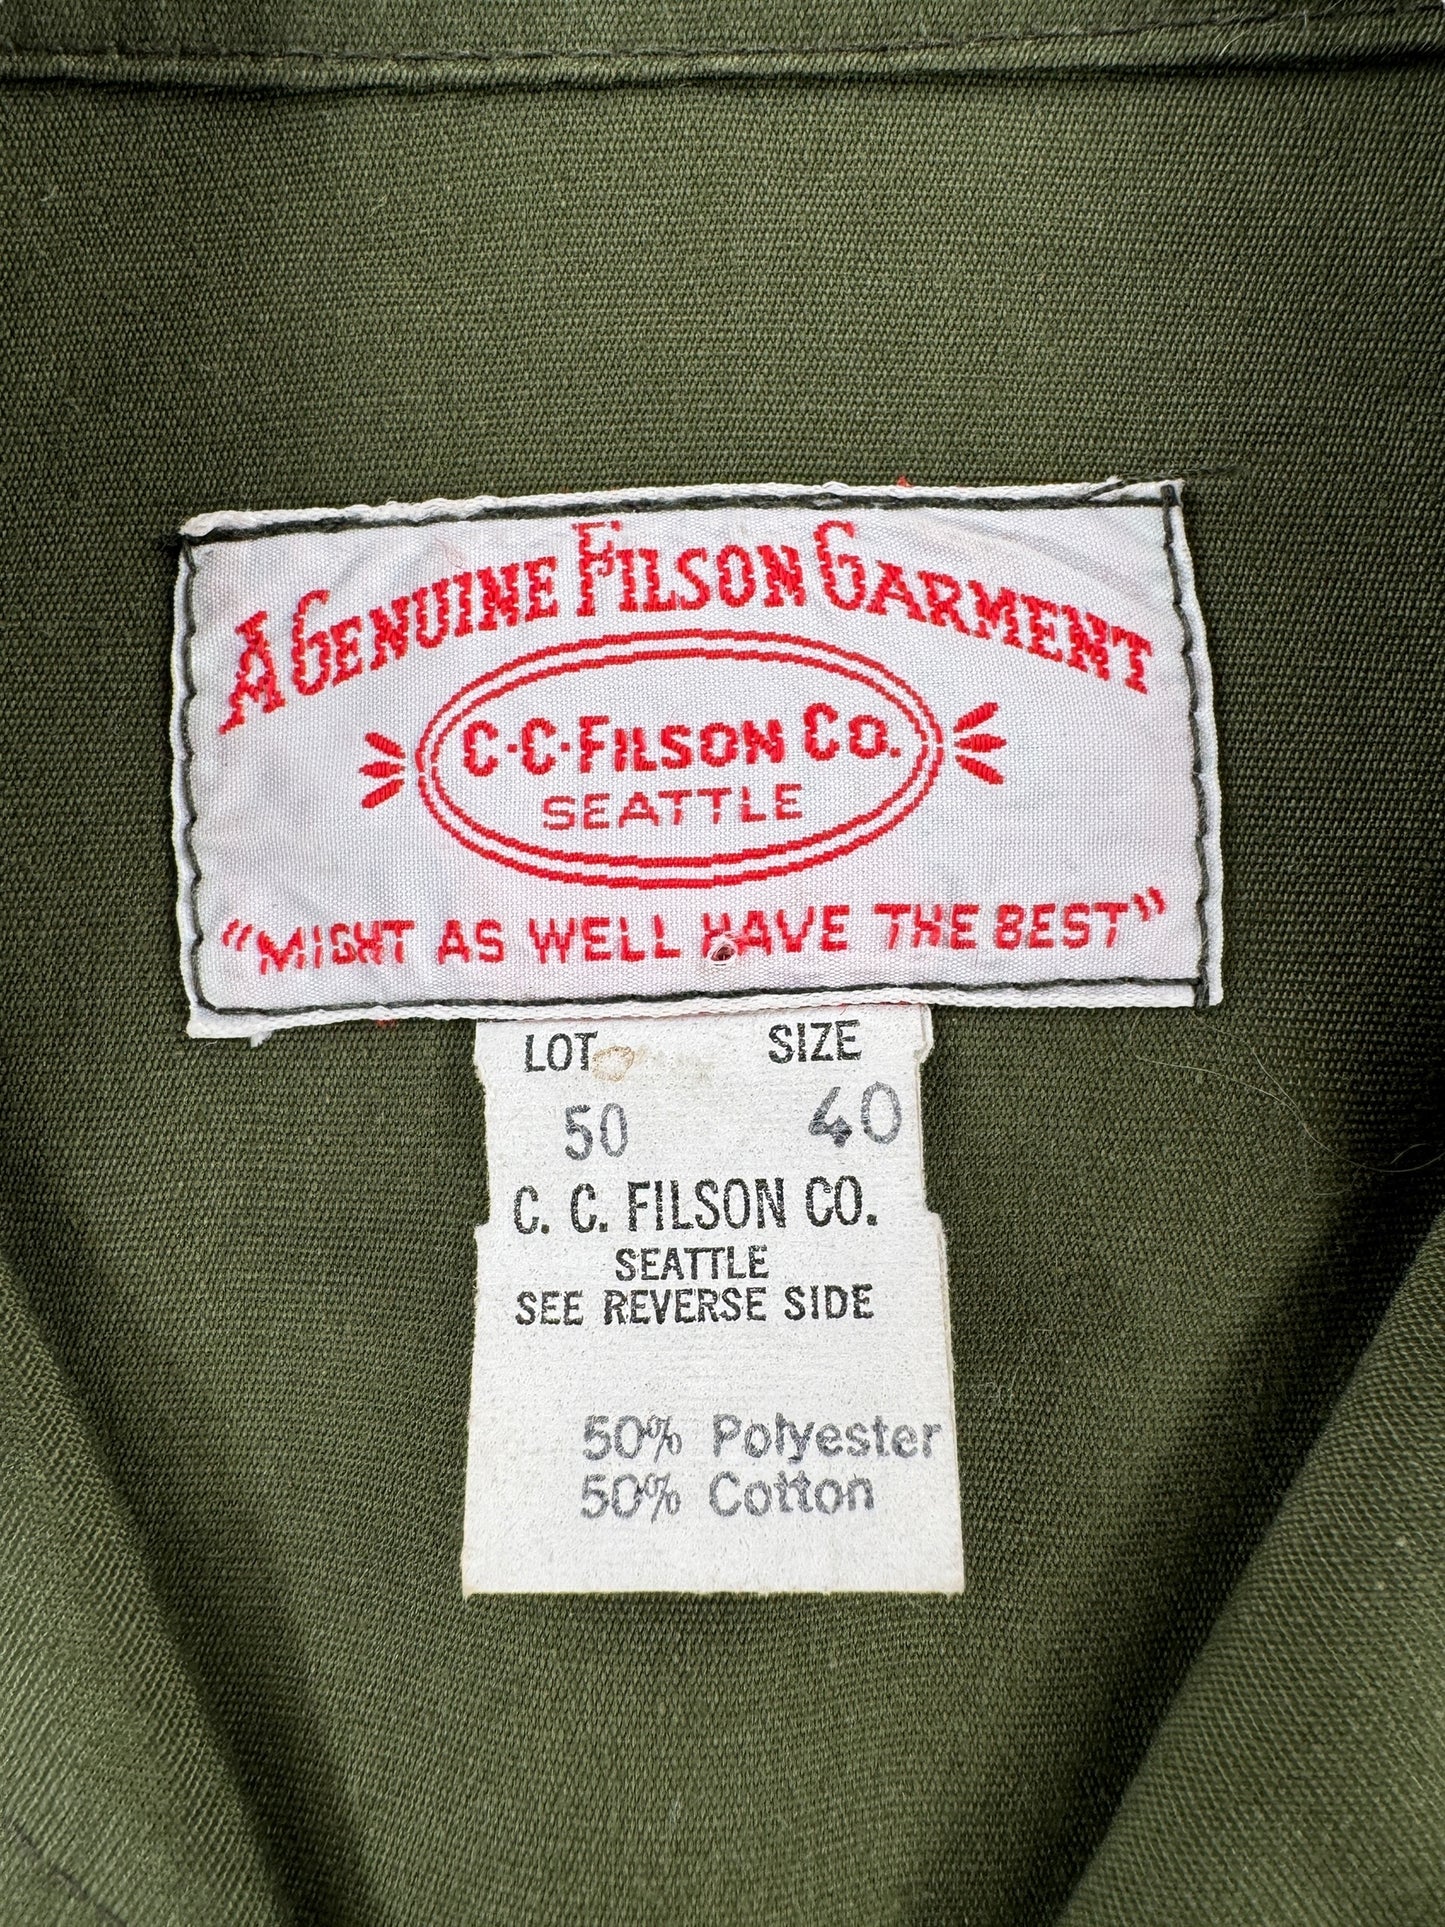 A GENUINE FILSON GARMENT
C·C·FILSON CO.
SEATTLE
"MIGHT AS WELL HAVE THE BEST"
LOT SIZE
50 40
C. C. FILSON CO.
SEATTLE
SEE REVERSE SIDE
50% Polyester
50% Cotton